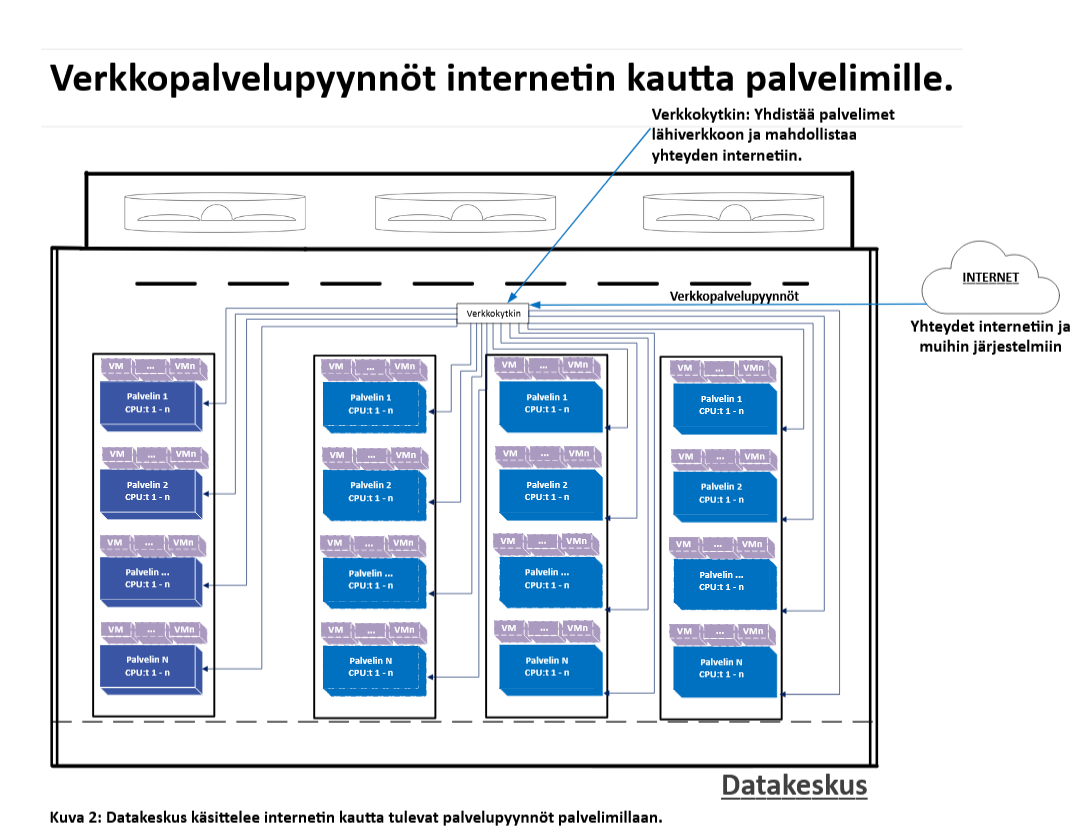 Verkkopalvelupyynnöt internetin kautta palvelimille.
Verkkokytkin: Yhdistää palvelimet
lähiverkkoon ja mahdollistaa
yhteyden internetiin.
INTERNET
Verkkopalvelupyynnöt
Verkkokytkin
Yhteydet internetiin ja
muihin järjestelmiin
VM ... VMn
Palvelin 1
CPU:t 1 - n
VM ... VMn
Palvelin 2
CPU:t 1 - n
VM ... VMn
Palvelin ...
CPU:t 1 - n
VM ... VMn
Palvelin N
CPU:t 1 - n
VM ... VMn
Palvelin 1
CPU:t 1 - n
VM ... VMn
Palvelin 2
CPU:t 1 - n
VM ... VMn
Palvelin ...
CPU:t 1 - n
VM ... VMn
Palvelin N
CPU:t 1 - n
VM ... VMn
Palvelin 1
CPU:t 1 - n
VM ... VMn
Palvelin 2
CPU:t 1 - n
VM ... VMn
Palvelin ...
CPU:t 1 - n
VM ... VMn
Palvelin N
CPU:t 1 - n
VM ... VMn
Palvelin 1
CPU:t 1 - n
VM ... VMn
Palvelin 2
CPU:t 1 - n
VM ... VMn
Palvelin ...
CPU:t 1 - n
VM ... VMn
Palvelin N
CPU:t 1 - n
Datakeskus
Kuva 2: Datakeskus käsittelee internetin kautta tulevat palvelupyynnöt palvelimillaan.